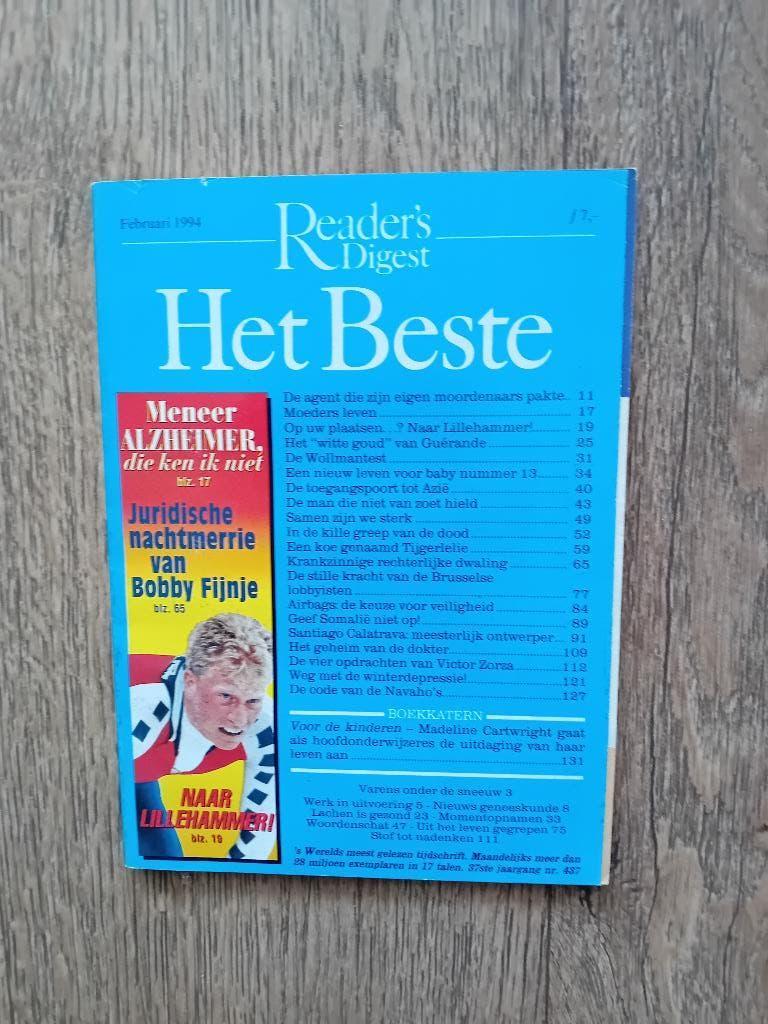 Februari 1994
Reader's
Digest
ƒ 7,-
Het Beste
Meneer
ALZHEIMER,
die ken ik niet
blz. 17
Juridische
nachtmerrie
van
Bobby Fijnje
blz. 65
NAAR
LILLEHAMMER!
blz. 19
De agent die zijn eigen moordenaars pakte.. 11
Moeders leven 17
Op uw plaatsen...? Naar Lillehammer! 19
Het "witte goud" van Guérande 25
De Wollmantest 31
Een nieuw leven voor baby nummer 13 34
De toegangspoort tot Azië 40
De man die niet van zoet hield 43
Samen zijn we sterk 49
In de kille greep van de dood 52
Een koe genaamd Tijgerlelie 59
Krankzinnige rechterlijke dwaling 65
De stille kracht van de Brusselse
lobbyisten 77
Airbags: de keuze voor veiligheid 84
Geef Somalië niet op! 89
Santiago Calatrava: meesterlijk ontwerper... 91
Het geheim van de dokter 109
De vier opdrachten van Victor Zorza 112
Weg met de winterdepressie! 121
De code van de Navaho's 127
BOEKKATERN
Voor de kinderen – Madeline Cartwright gaat
als hoofdonderwijzeres de uitdaging van haar
leven aan 131
Varens onder de sneeuw 3
Werk in uitvoering 5 - Nieuws geneeskunde 8
Lachen is gezond 23 - Momentopnamen 33
Woordenschat 47 - Uit het leven gegrepen 75
Stof tot nadenken 111
's Werelds meest gelezen tijdschrift. Maandelijks meer dan
28 miljoen exemplaren in 17 talen. 37ste jaargang nr. 437